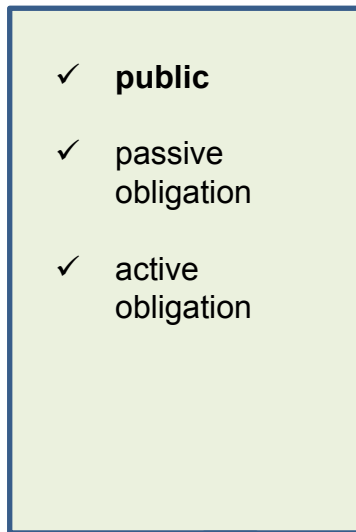 ✓ public
✓ passive
obligation
✓ active
obligation